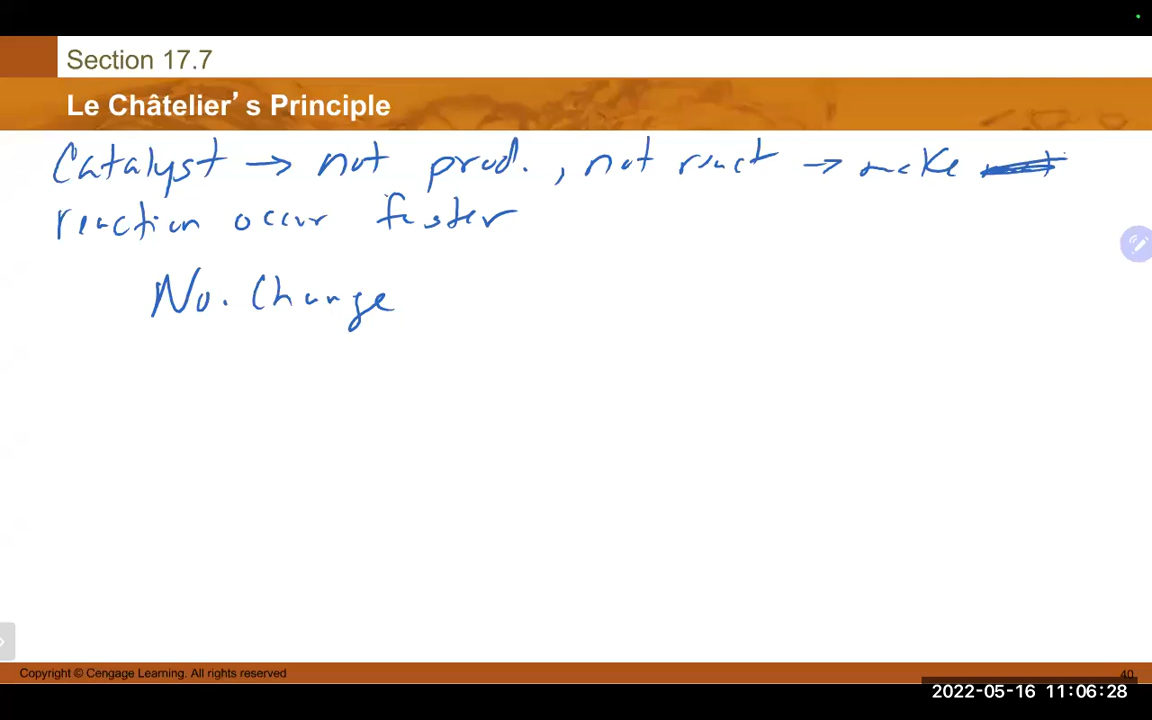 Section 17.7
Le Châtelier’s Principle
Catalyst → not prod., not react → make
reaction occur faster
No. Change
Copyright © Cengage Learning. All rights reserved
40
2022-05-16 11:06:28